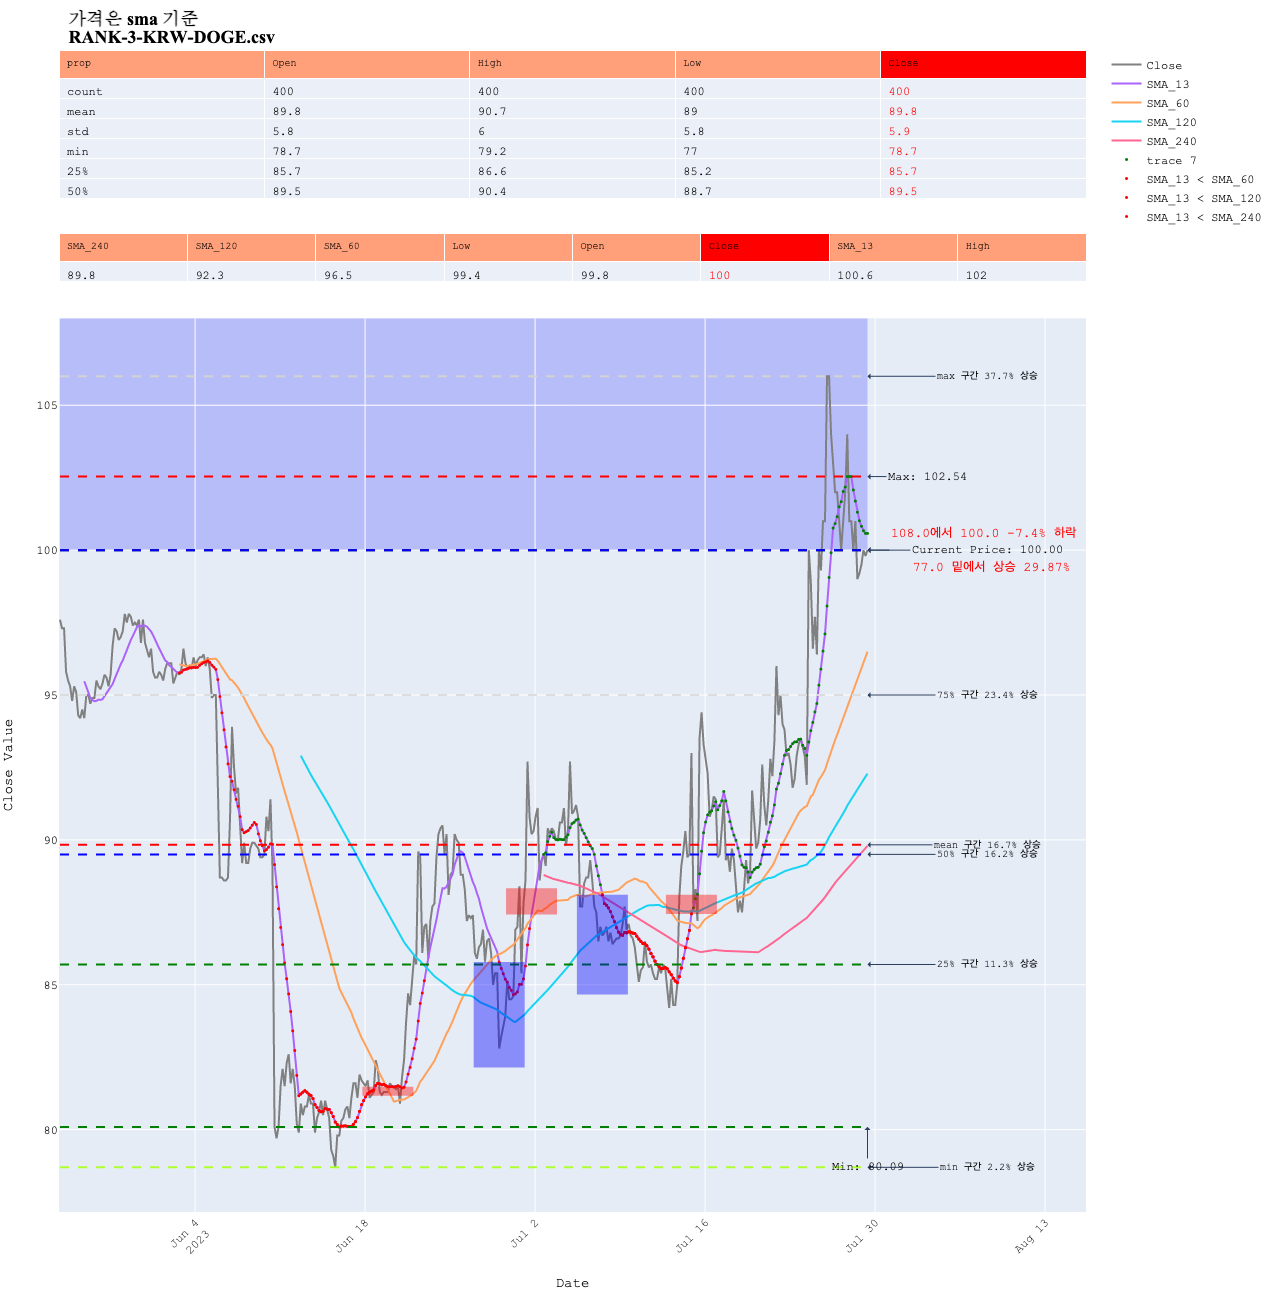 가격은 sma 기준
RANK-3-KRW-DOGE.csv
prop Open High Low Close
count 400 400 400 400
mean 89.8 90.7 89 89.8
std 5.8 6 5.8 5.9
min 78.7 79.2 77 78.7
25% 85.7 86.6 85.2 85.7
50% 89.5 90.4 88.7 89.5
SMA_240 SMA_120 SMA_60 Low Open Close SMA_13 High
89.8 92.3 96.5 99.4 99.8 100 100.6 102
Close
SMA_13
SMA_60
SMA_120
SMA_240
trace 7
SMA_13 < SMA_60
SMA_13 < SMA_120
SMA_13 < SMA_240
max 구간 37.7% 상승
105
Max: 102.54
108.0에서 100.0 -7.4% 하락
100
Current Price: 100.00
77.0 밑에서 상승 29.87%
95
75% 구간 23.4% 상승
90
mean 구간 16.7% 상승
50% 구간 16.2% 상승
25% 구간 11.3% 상승
85
80
Min: 80.09
min 구간 2.2% 상승
Close Value
Jun 4
2023
Jun 18
Jul 2
Jul 16
Jul 30
Aug 13
Date